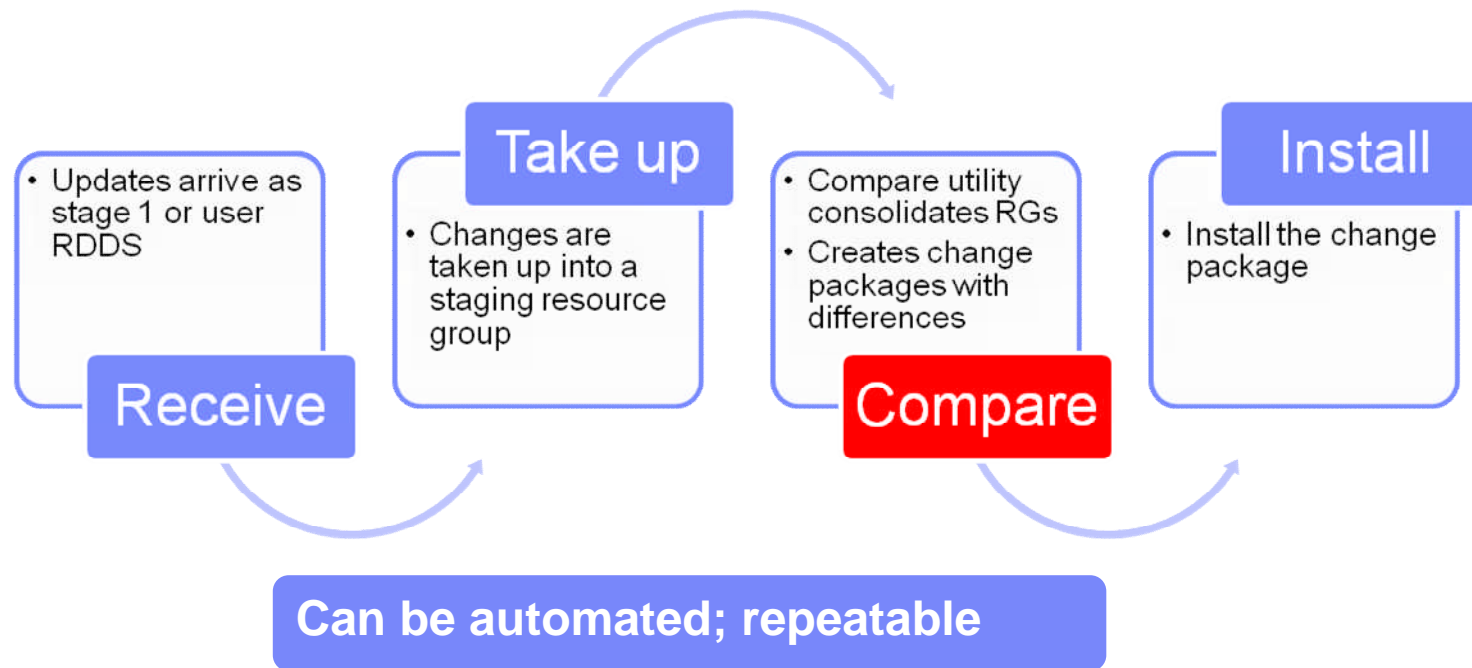 • Updates arrive as
stage 1 or user
RDDS
Receive
Take up
• Changes are
taken up into a
staging resource
group
• Compare utility
consolidates RGs
• Creates change
packages with
differences
Compare
Install
• Install the change
package
Can be automated; repeatable